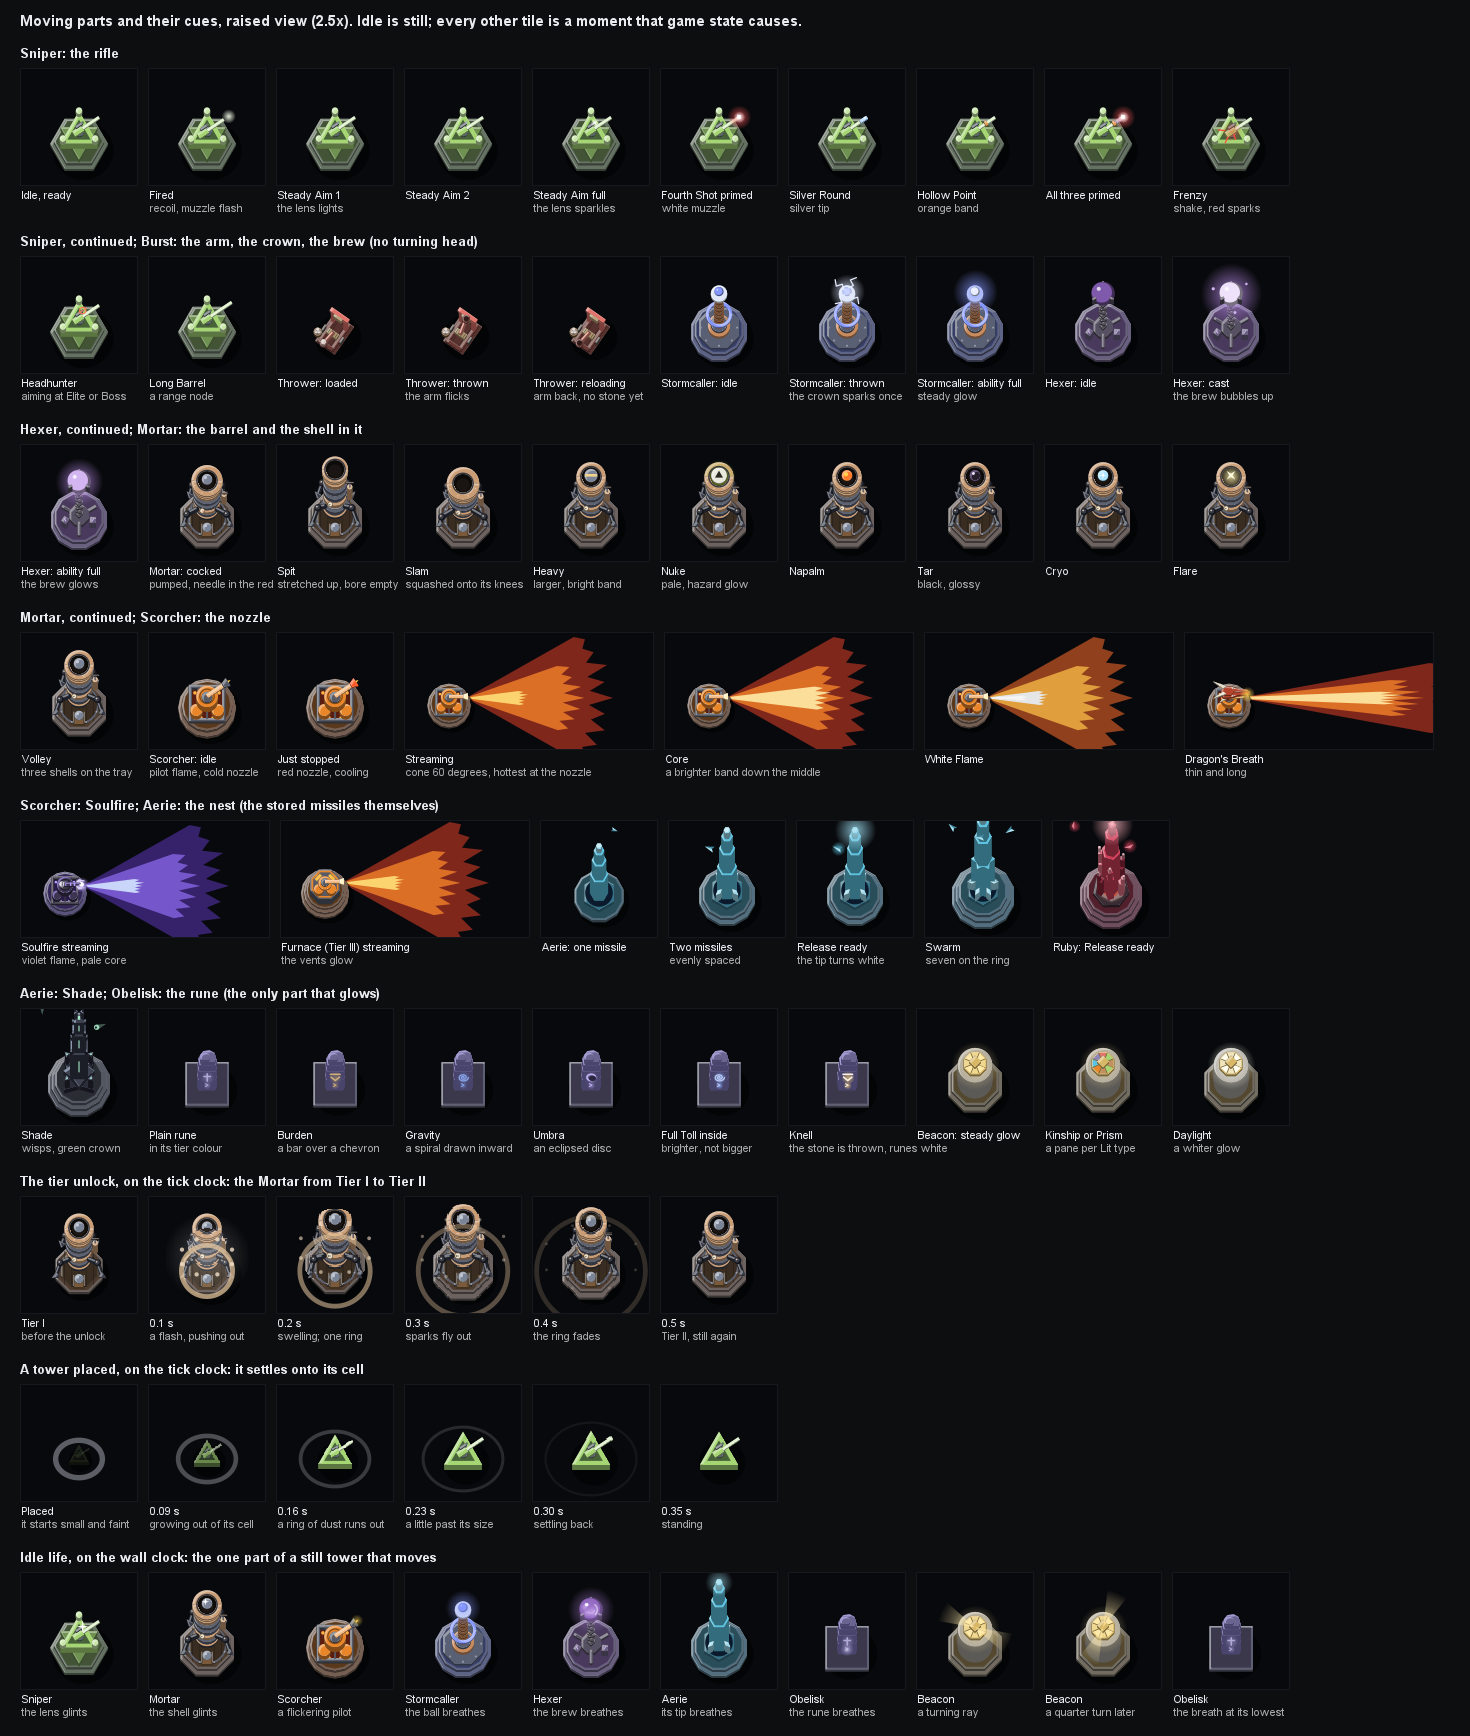 Moving parts and their cues, raised view (2.5x). Idle is still; every other tile is a moment that game state causes.
Sniper: the rifle
Idle, ready
Fired
recoil, muzzle flash
Steady Aim 1
the lens lights
Steady Aim 2
Steady Aim full
the lens sparkles
Fourth Shot primed
white muzzle
Silver Round
silver tip
Hollow Point
orange band
All three primed
Frenzy
shake, red sparks
Sniper, continued; Burst: the arm, the crown, the brew (no turning head)
Headhunter
aiming at Elite or Boss
Long Barrel
a range node
Thrower: loaded
Thrower: thrown
the arm flicks
Thrower: reloading
arm back, no stone yet
Stormcaller: idle
Stormcaller: thrown
the crown sparks once
Stormcaller: ability full
steady glow
Hexer: idle
Hexer: cast
the brew bubbles up
Hexer, continued; Mortar: the barrel and the shell in it
Hexer: ability full
the brew glows
Mortar: cocked
pumped, needle in the red
Spit
stretched up, bore empty
Slam
squashed onto its knees
Heavy
larger, bright band
Nuke
pale, hazard glow
Napalm
Tar
black, glossy
Cryo
Flare
Mortar, continued; Scorcher: the nozzle
Volley
three shells on the tray
Scorcher: idle
pilot flame, cold nozzle
Just stopped
red nozzle, cooling
Streaming
cone 60 degrees, hottest at the nozzle
Core
a brighter band down the middle
White Flame
Dragon's Breath
thin and long
Scorcher: Soulfire; Aerie: the nest (the stored missiles themselves)
Soulfire streaming
violet flame, pale core
Furnace (Tier III) streaming
the vents glow
Aerie: one missile
Two missiles
evenly spaced
Release ready
the tip turns white
Swarm
seven on the ring
Ruby: Release ready
Aerie: Shade; Obelisk: the rune (the only part that glows)
Shade
wisps, green crown
Plain rune
in its tier colour
Burden
a bar over a chevron
Gravity
a spiral drawn inward
Umbra
an eclipsed disc
Full Toll inside
brighter, not bigger
Knell
the stone is thrown, runes white
Beacon: steady glow
Kinship or Prism
a pane per Lit type
Daylight
a whiter glow
The tier unlock, on the tick clock: the Mortar from Tier I to Tier II
Tier I
before the unlock
0.1 s
a flash, pushing out
0.2 s
swelling; one ring
0.3 s
sparks fly out
0.4 s
the ring fades
0.5 s
Tier II, still again
A tower placed, on the tick clock: it settles onto its cell
Placed
it starts small and faint
0.09 s
growing out of its cell
0.16 s
a ring of dust runs out
0.23 s
a little past its size
0.30 s
settling back
0.35 s
standing
Idle life, on the wall clock: the one part of a still tower that moves
Sniper
the lens glints
Mortar
the shell glints
Scorcher
a flickering pilot
Stormcaller
the ball breathes
Hexer
the brew breathes
Aerie
its tip breathes
Obelisk
the rune breathes
Beacon
a turning ray
Beacon
a quarter turn later
Obelisk
the breath at its lowest